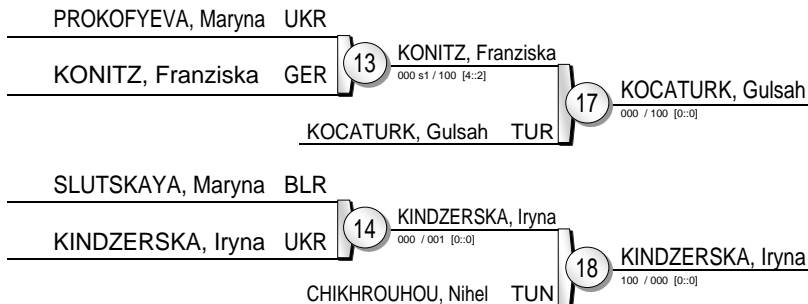 PROKOFYEVA, Maryna UKR
13
KONITZ, Franziska
000 s1 / 100 [4::2]
KONITZ, Franziska GER
17
KOCATURK, Gulsah
000 / 100 [0::0]
KOCATURK, Gulsah TUR
SLUTSKAYA, Maryna BLR
14
KINDZERSKA, Iryna
000 / 001 [0::0]
KINDZERSKA, Iryna UKR
18
KINDZERSKA, Iryna
100 / 000 [0::0]
CHIKHROUHOU, Nihel TUN